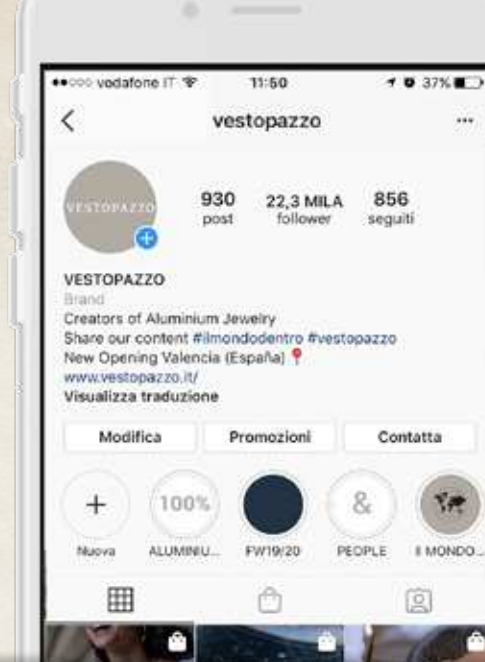 vodafone IT 11:50 37%
vestopazzo
VESTOPAZZO
930 22,3 MILA 856
post follower seguiti
VESTOPAZZO
Brand
Creators of Aluminium Jewelry
Share our content #ilmondodentro #vestopazzo
New Opening Valencia (España)
www.vestopazzo.it/
Visualizza traduzione
Modifica Promozioni Contatta
100% &
Nuova ALUMINIU... FW19/20 PEOPLE Il MONDO...